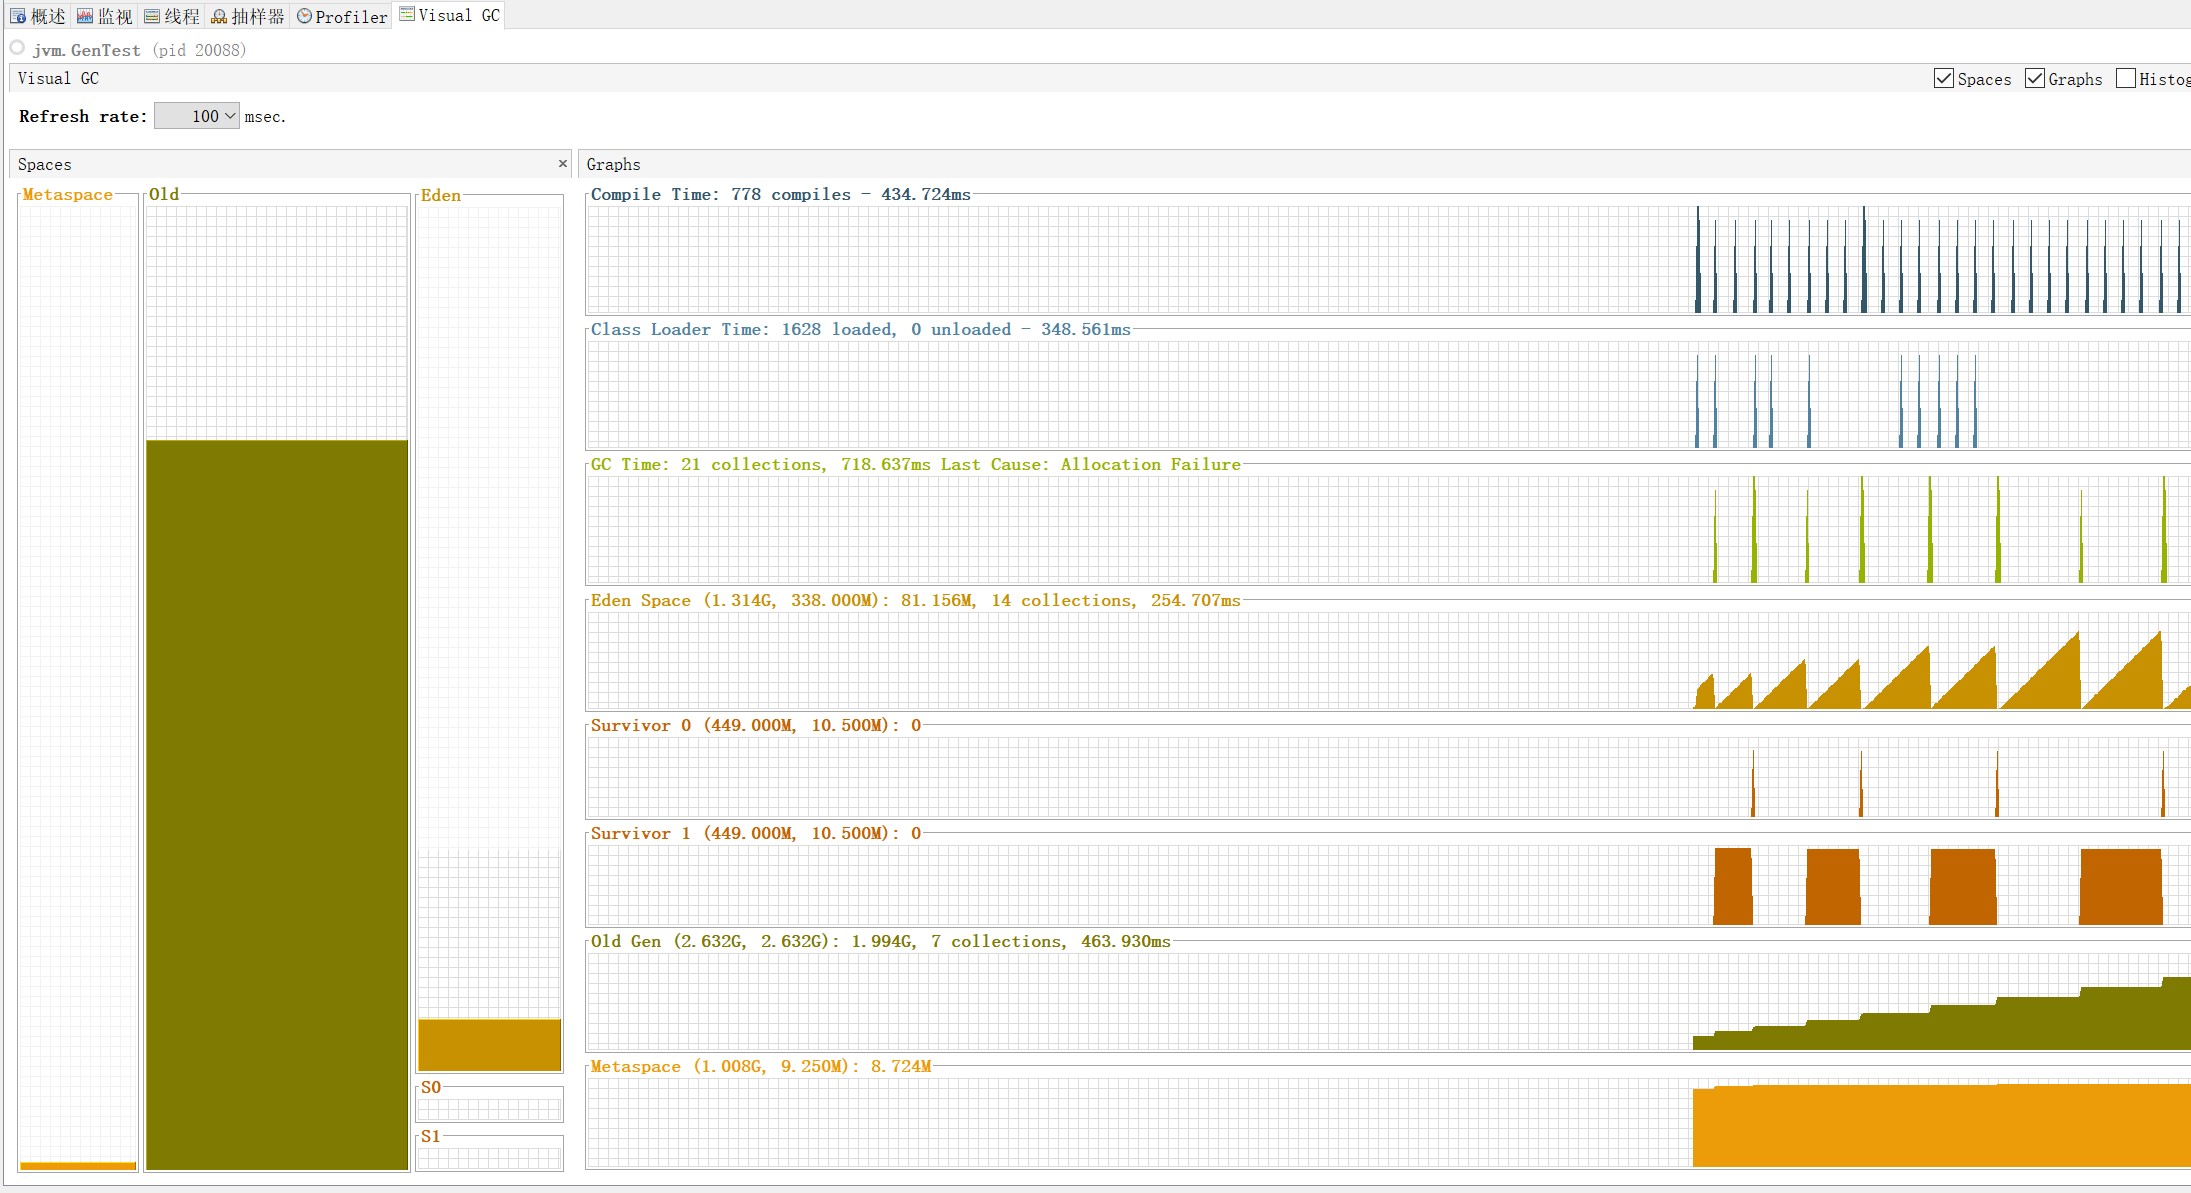 概述 监视 线程 抽样器 Profiler Visual GC
jvm.GenTest (pid 20088)
Visual GC Spaces Graphs Histog
Refresh rate: 100 msec.
Spaces × Graphs
Metaspace Old Eden
S0
S1
Compile Time: 778 compiles - 434.724ms
Class Loader Time: 1628 loaded, 0 unloaded - 348.561ms
GC Time: 21 collections, 718.637ms Last Cause: Allocation Failure
Eden Space (1.314G, 338.000M): 81.156M, 14 collections, 254.707ms
Survivor 0 (449.000M, 10.500M): 0
Survivor 1 (449.000M, 10.500M): 0
Old Gen (2.632G, 2.632G): 1.994G, 7 collections, 463.930ms
Metaspace (1.008G, 9.250M): 8.724M